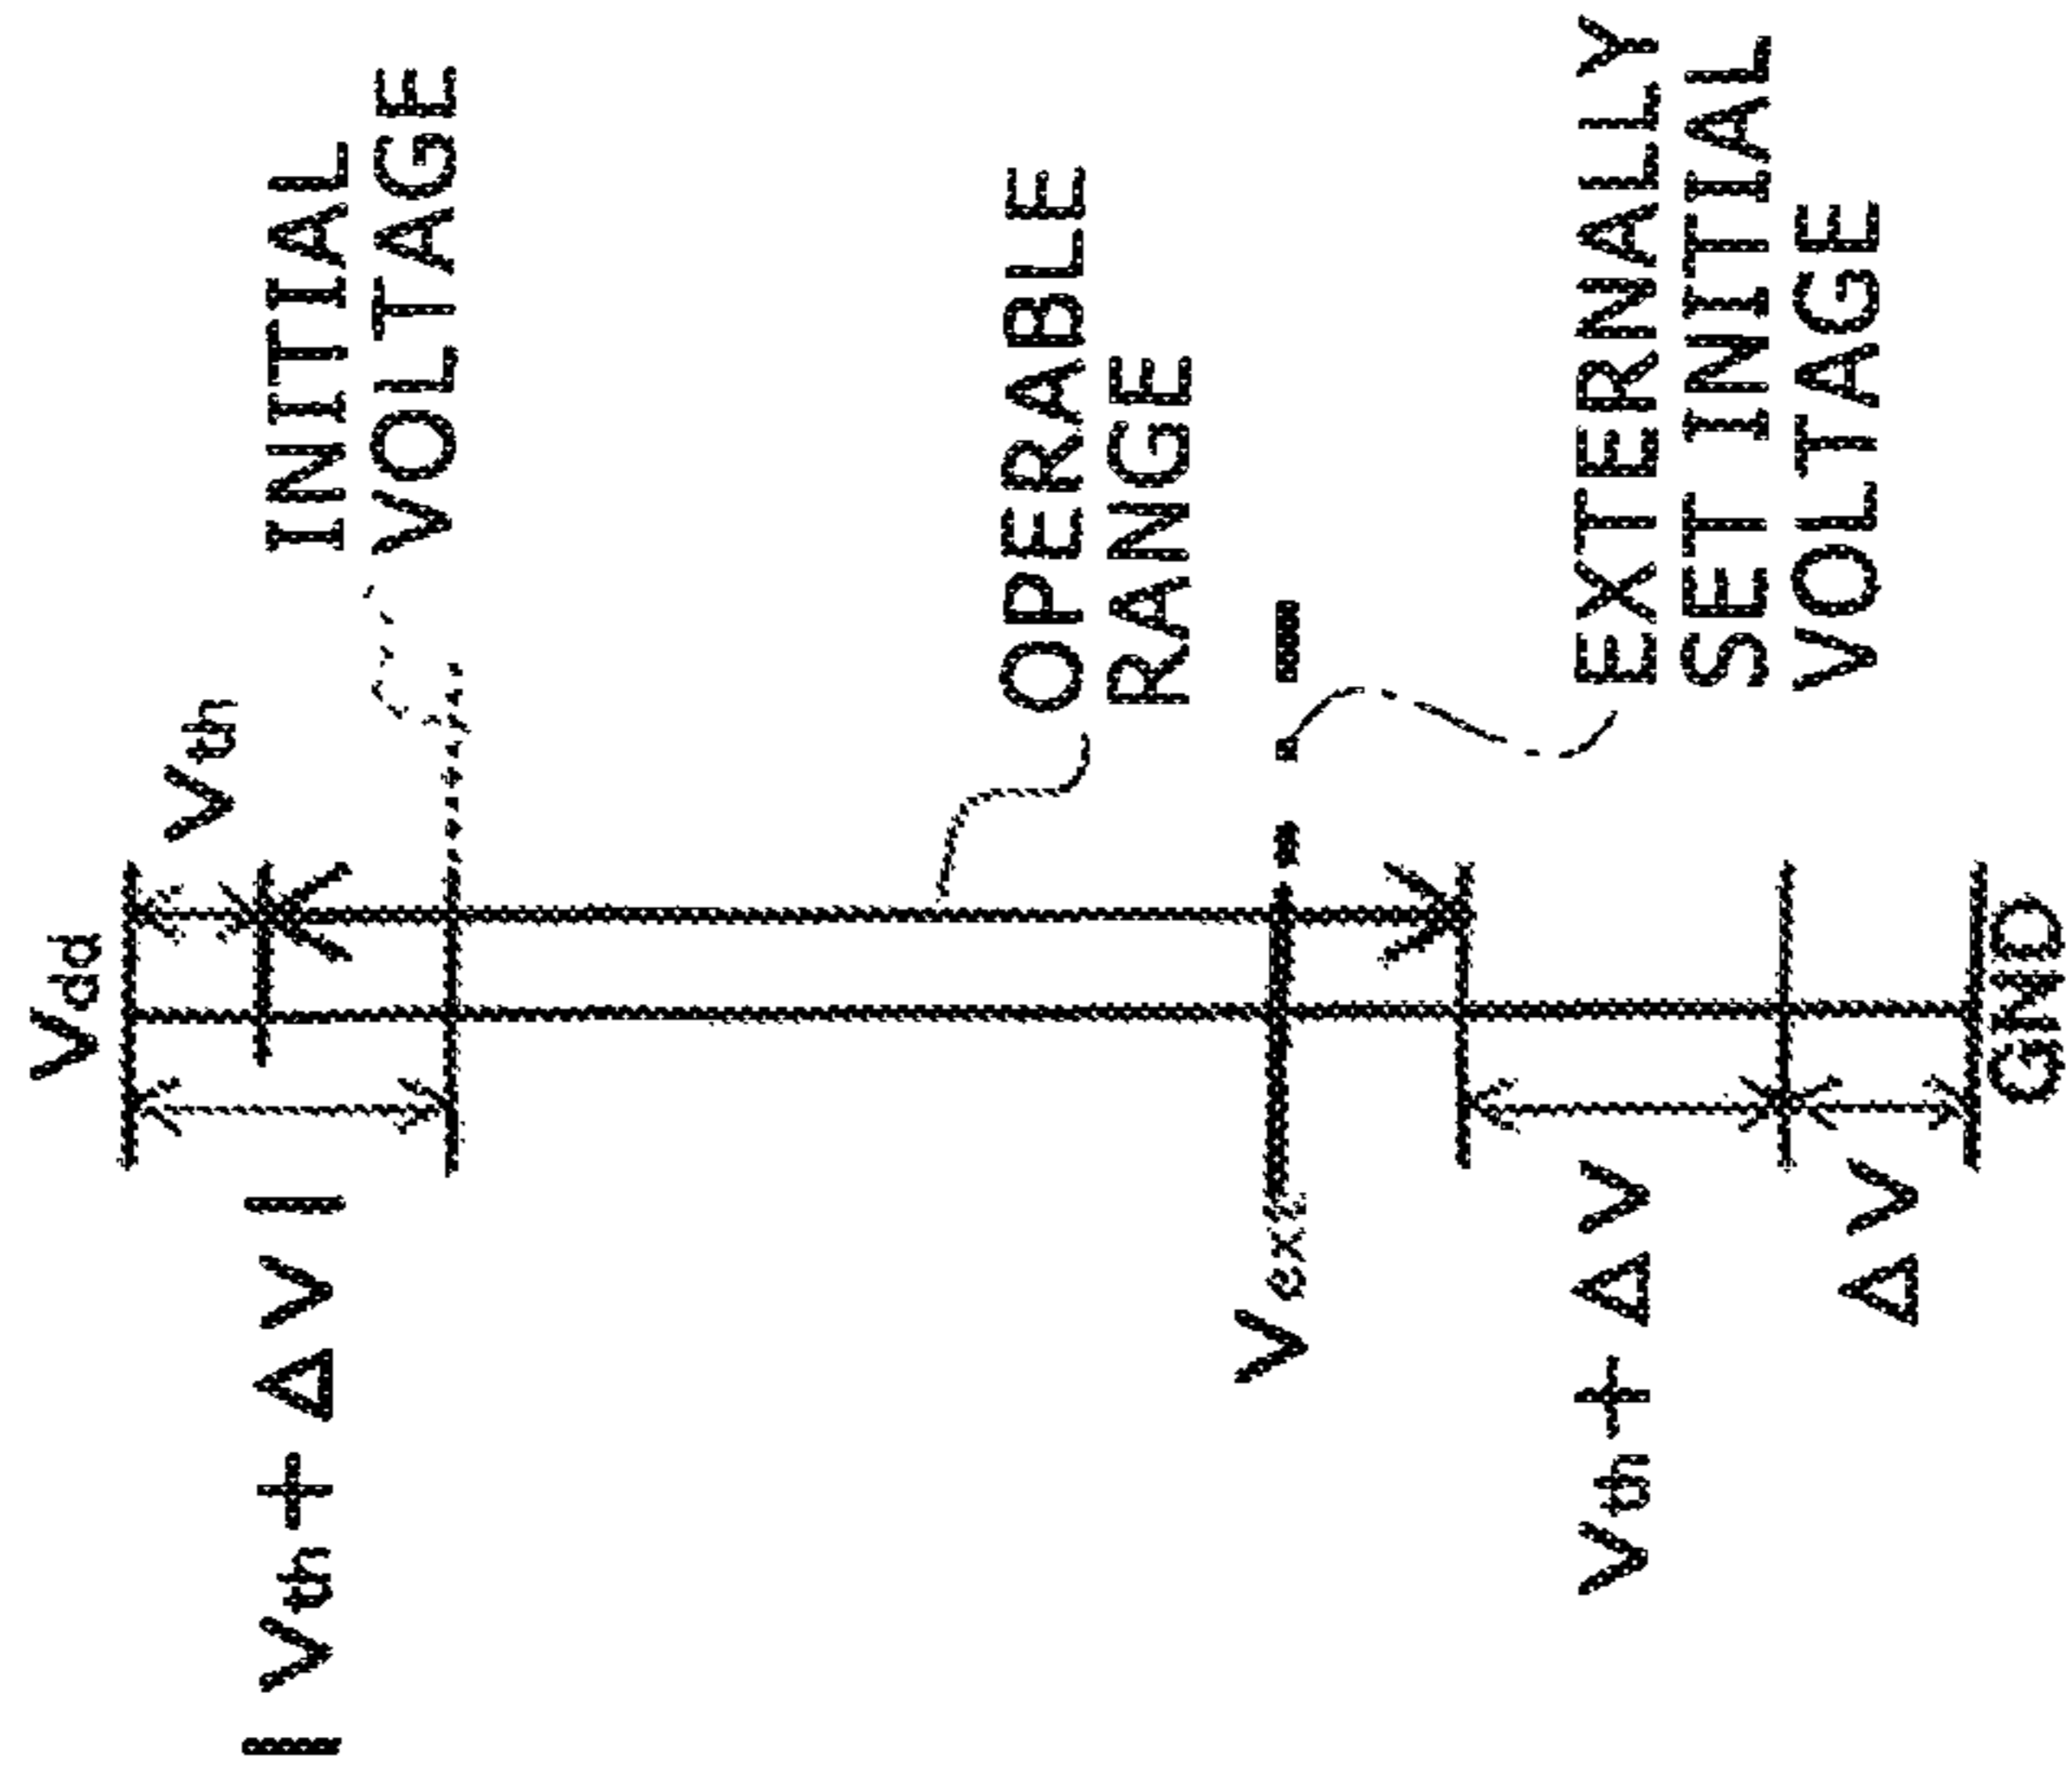 Vdd
Vth
INITIAL
VOLTAGE
| Vth + ΔV |
OPERABLE
RANGE
Vext
EXTERNALLY
SET INITIAL
VOLTAGE
Vth + ΔV
ΔV
GND